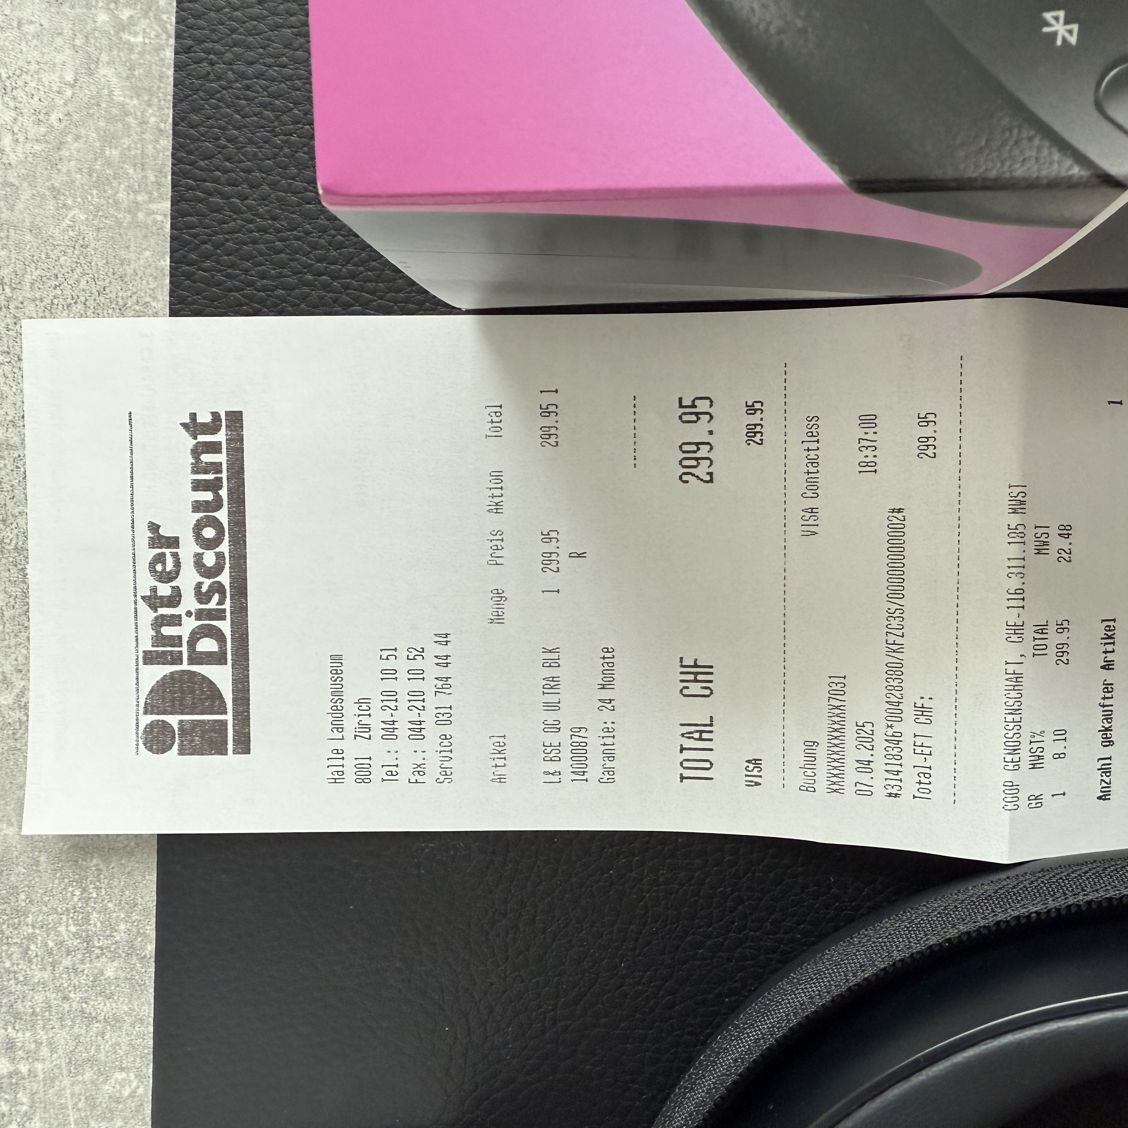 Inter
Discount
Halle Landesmuseum
8001 Zürich
Tel.: 044-210 10 51
Fax.: 044-210 10 52
Service 031 764 44 44
Artikel Menge Preis Aktion Total
L& BSE QC ULTRA BLK 1 299.95 299.95 1
14000879 R
Garantie: 24 Monate
TOTAL CHF 299.95
VISA 299.95
Buchung VISA Contactless
XXXXXXXXXXXX7031
07.04.2025 18:37:00
#31418346*00428380/KFZC3S/00000000002#
Total-EFT CHF: 299.95
COOP GENOSSENSCHAFT, CHE-116.311.185 MWST
GR MWST% TOTAL MWST
1 8.10 299.95 22.48
Anzahl gekaufter Artikel 1